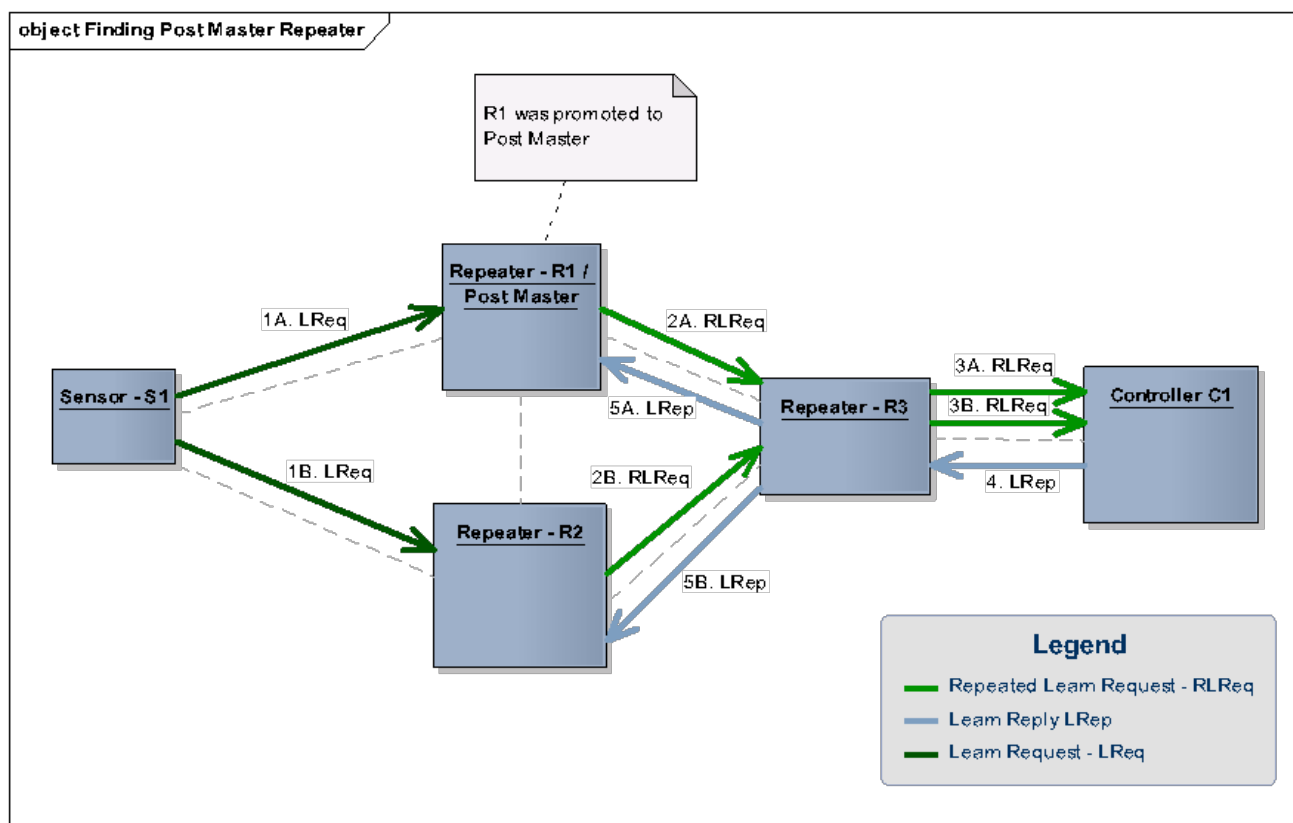 object Finding Post Master Repeater
R1 was promoted to
Post Master
Repeater - R1 /
Post Master
1A. LReq
2A. RLReq
Sensor - S1
5A. LRep
Repeater - R3
3A. RLReq
3B. RLReq
Controller C1
1B. LReq
2B. RLReq
4. LRep
Repeater - R2
5B. LRep
Legend
Repeated Learn Request - RLReq
Learn Reply LRep
Learn Request - LReq